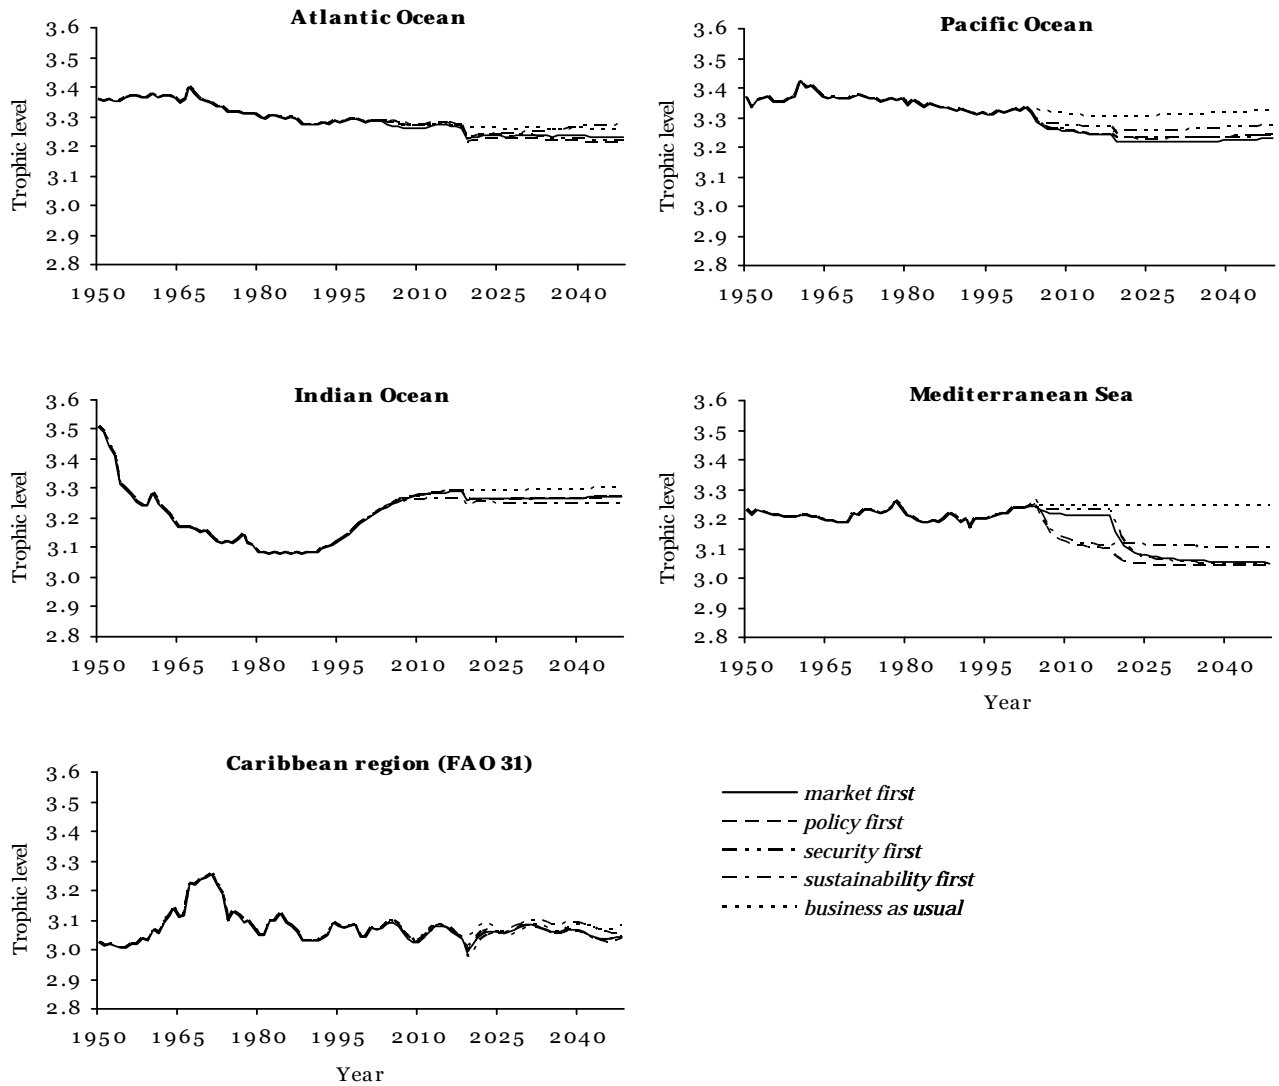 Atlantic Ocean
3.6
3.5
3.4
3.3
3.2
3.1
3.0
2.9
2.8
Trophic level
1950 1965 1980 1995 2010 2025 2040
Pacific Ocean
3.6
3.5
3.4
3.3
3.2
3.1
3.0
2.9
2.8
Trophic level
1950 1965 1980 1995 2010 2025 2040
Indian Ocean
3.6
3.5
3.4
3.3
3.2
3.1
3.0
2.9
2.8
Trophic level
1950 1965 1980 1995 2010 2025 2040
Mediterranean Sea
3.6
3.5
3.4
3.3
3.2
3.1
3.0
2.9
2.8
Trophic level
1950 1965 1980 1995 2010 2025 2040
Year
Caribbean region (FAO 31)
3.6
3.5
3.4
3.3
3.2
3.1
3.0
2.9
2.8
Trophic level
1950 1965 1980 1995 2010 2025 2040
Year
market first
policy first
security first
sustainability first
business as usual